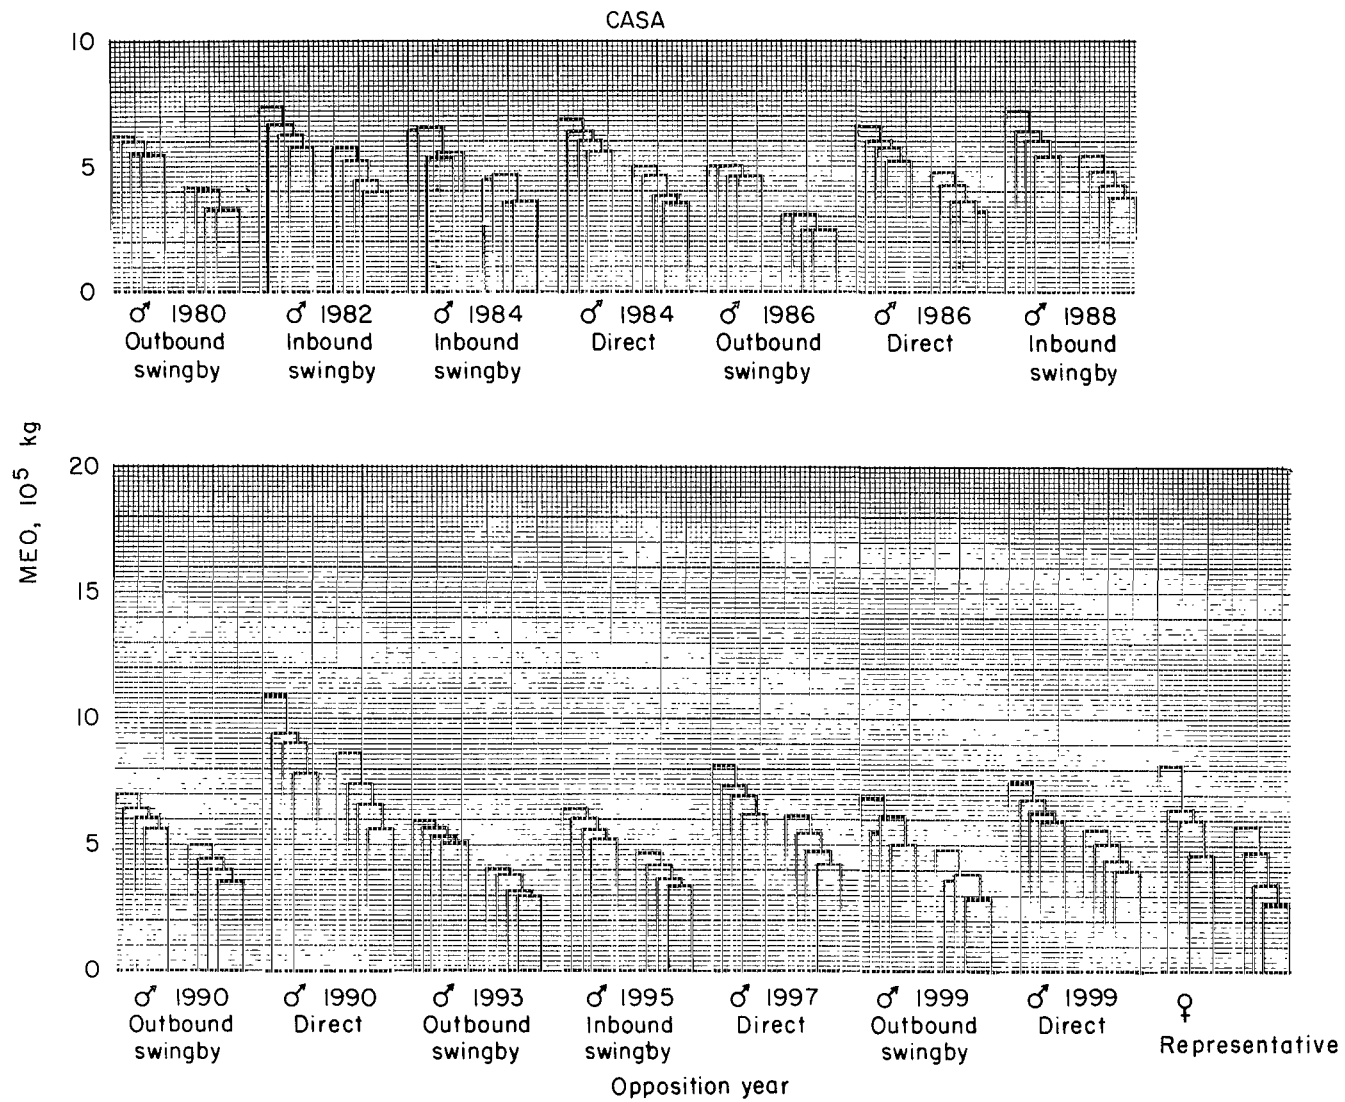 CASA
10
5
0
♂ 1980 ♂ 1982 ♂ 1984 ♂ 1984 ♂ 1986 ♂ 1986 ♂ 1988
Outbound Inbound Inbound Direct Outbound Direct Inbound
swingby swingby swingby swingby swingby
MEO, 10⁵ kg
20
15
10
5
0
♂ 1990 ♂ 1990 ♂ 1993 ♂ 1995 ♂ 1997 ♂ 1999 ♂ 1999 ♀
Outbound Direct Outbound Inbound Direct Outbound Direct Representative
swingby swingby swingby swingby
Opposition year